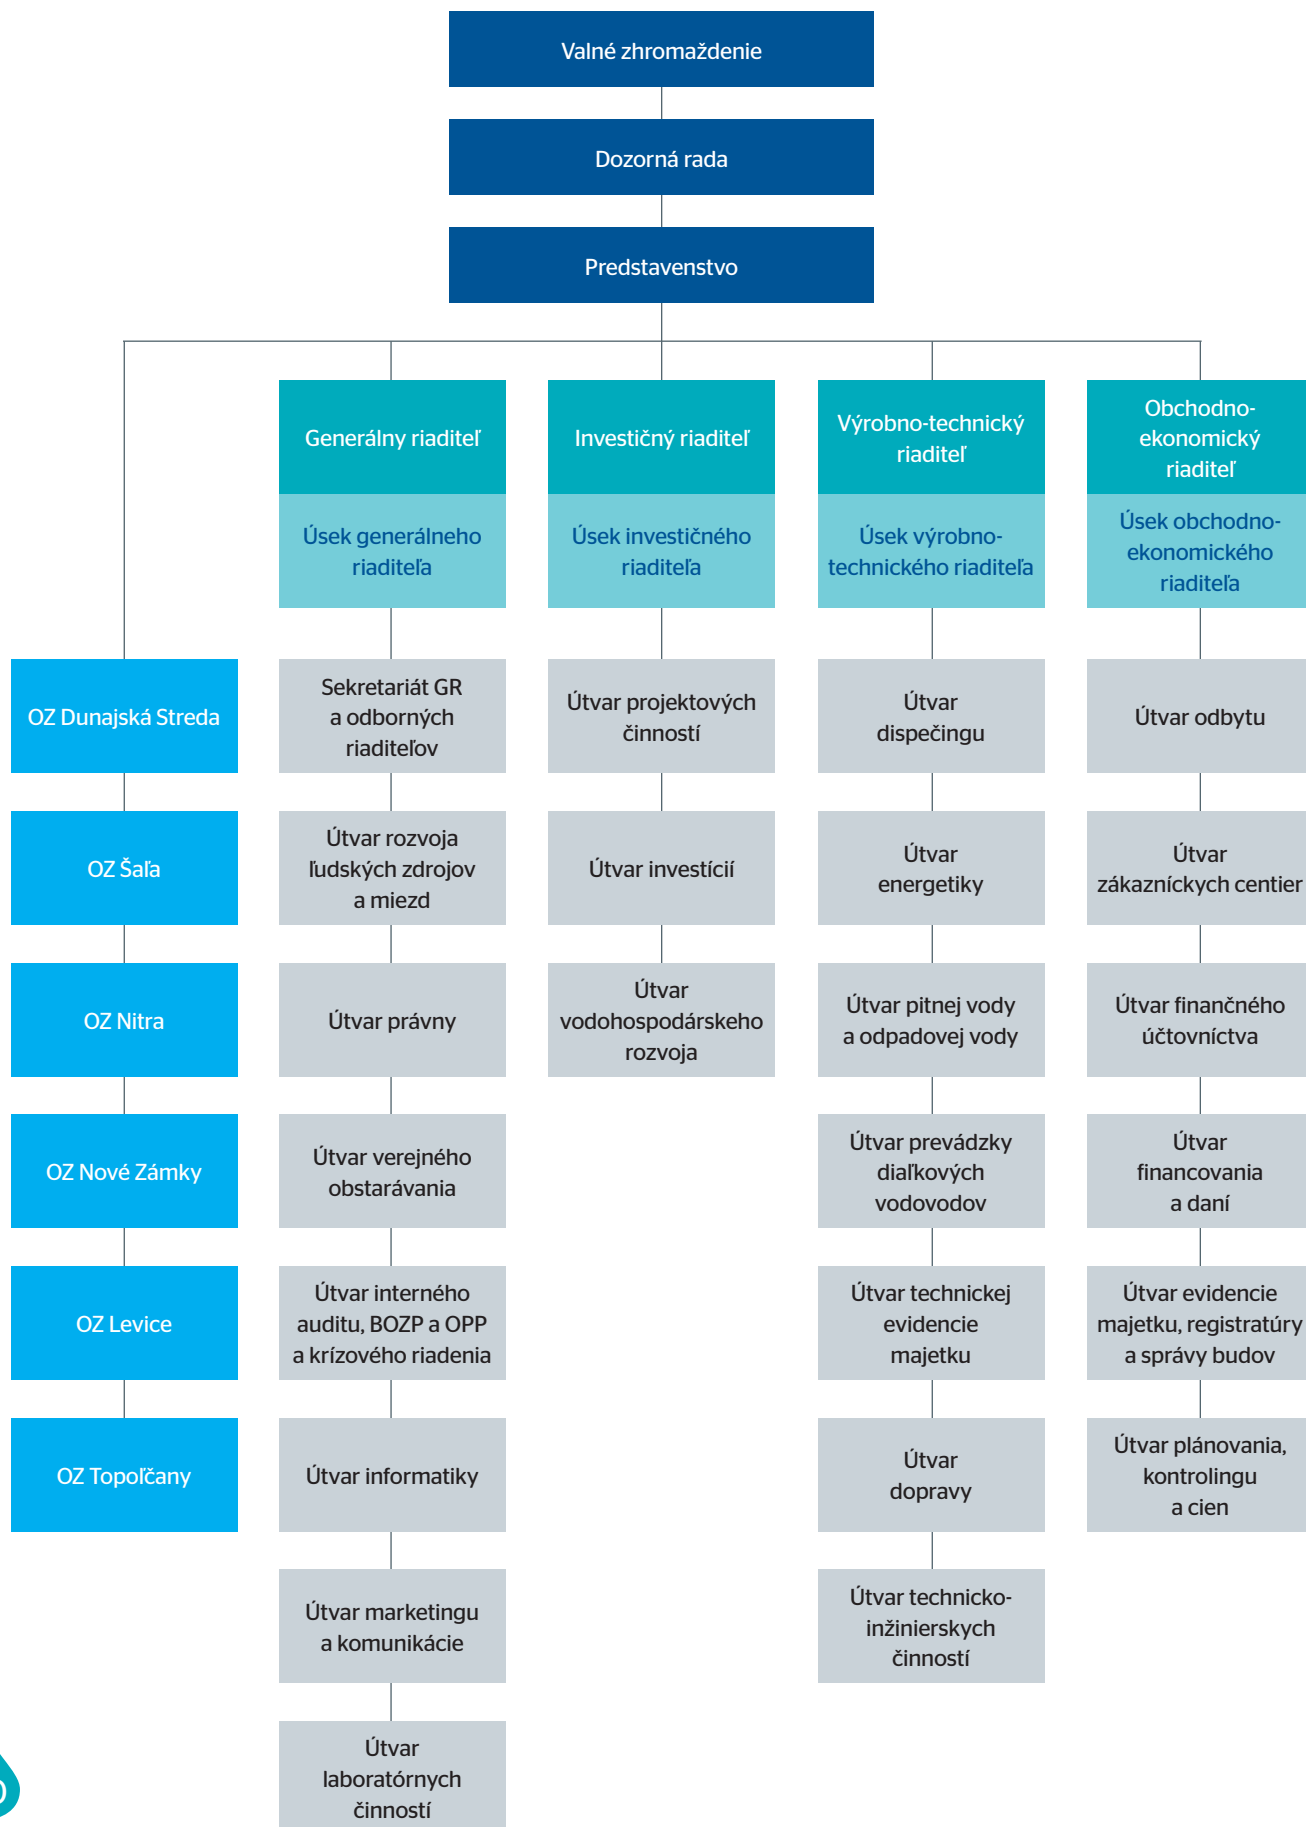 Valné zhromaždenie
Dozorná rada
Predstavenstvo
Generálny riaditeľ
Úsek generálneho
riaditeľa
Investičný riaditeľ
Úsek investičného
riaditeľa
Výrobno-technický
riaditeľ
Úsek výrobno-
technického riaditeľa
Obchodno-
ekonomický
riaditeľ
Úsek obchodno-
ekonomického
riaditeľa
OZ Dunajská Streda
OZ Šaľa
OZ Nitra
OZ Nové Zámky
OZ Levice
OZ Topoľčany
Sekretariát GR
a odborných
riaditeľov
Útvar rozvoja
ľudských zdrojov
a miezd
Útvar právny
Útvar verejného
obstarávania
Útvar interného
auditu, BOZP a OPP
a krízového riadenia
Útvar informatiky
Útvar marketingu
a komunikácie
Útvar
laboratórnych
činností
Útvar projektových
činností
Útvar investícií
Útvar
vodohospodárskeho
rozvoja
Útvar
dispečingu
Útvar
energetiky
Útvar pitnej vody
a odpadovej vody
Útvar prevádzky
diaľkových
vodovodov
Útvar technickej
evidencie
majetku
Útvar
dopravy
Útvar technicko-
inžinierskych
činností
Útvar odbytu
Útvar
zákazníckych centier
Útvar finančného
účtovníctva
Útvar
financovania
a daní
Útvar evidencie
majetku, registratúry
a správy budov
Útvar plánovania,
kontrolingu
a cien